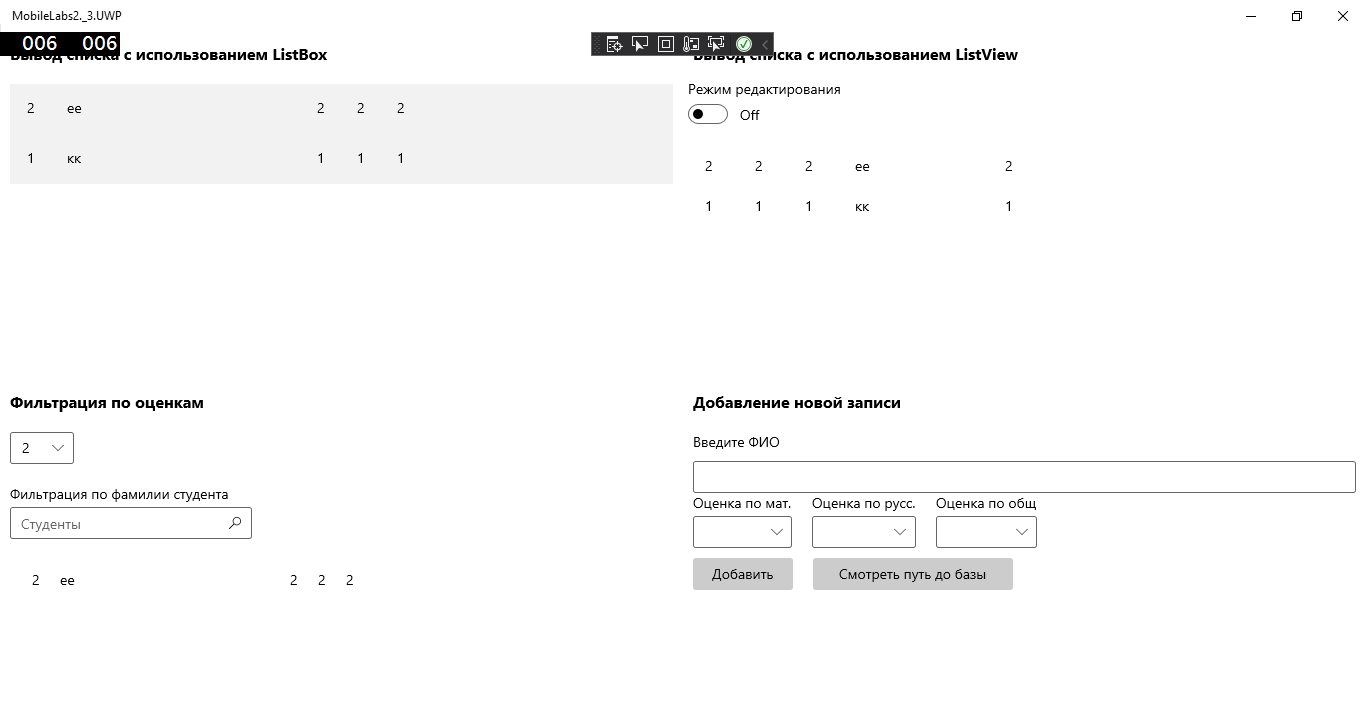 MobileLabs2._3.UWP
006 006
Вывод списка с использованием ListBox
Вывод списка с использованием ListView
2 ее 2 2 2
1 кк 1 1 1
Режим редактирования
Off
2 2 2 ее 2
1 1 1 кк 1
Фильтрация по оценкам
2
Фильтрация по фамилии студента
Студенты
2 ее 2 2 2
Добавление новой записи
Введите ФИО
Оценка по мат. Оценка по русс. Оценка по общ
Добавить Смотреть путь до базы